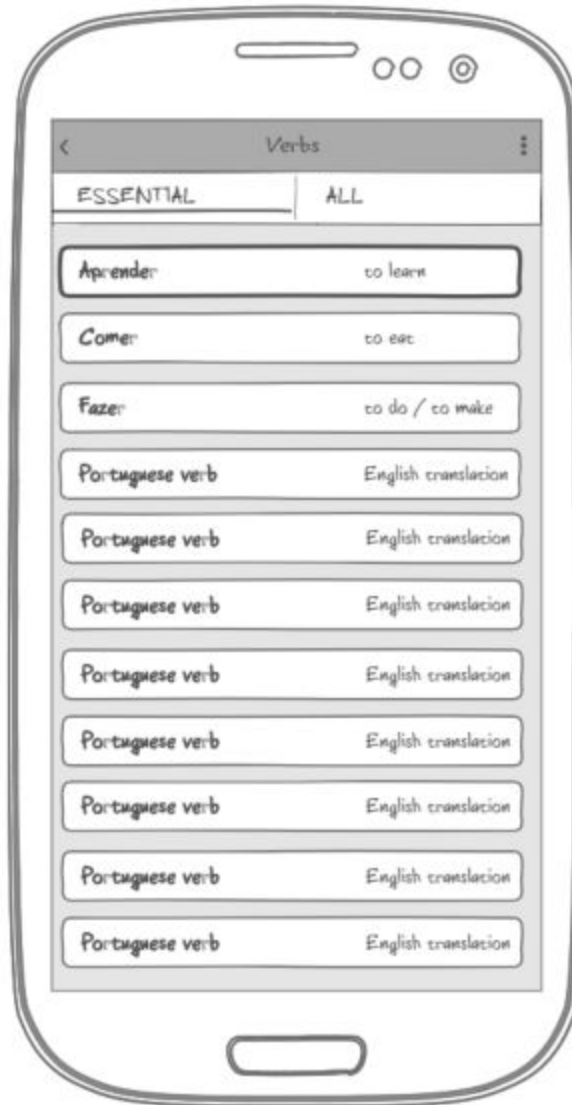 Verbs
ESSENTIAL ALL
Aprender to learn
Comer to eat
Fazer to do / to make
Portuguese verb English translation
Portuguese verb English translation
Portuguese verb English translation
Portuguese verb English translation
Portuguese verb English translation
Portuguese verb English translation
Portuguese verb English translation
Portuguese verb English translation